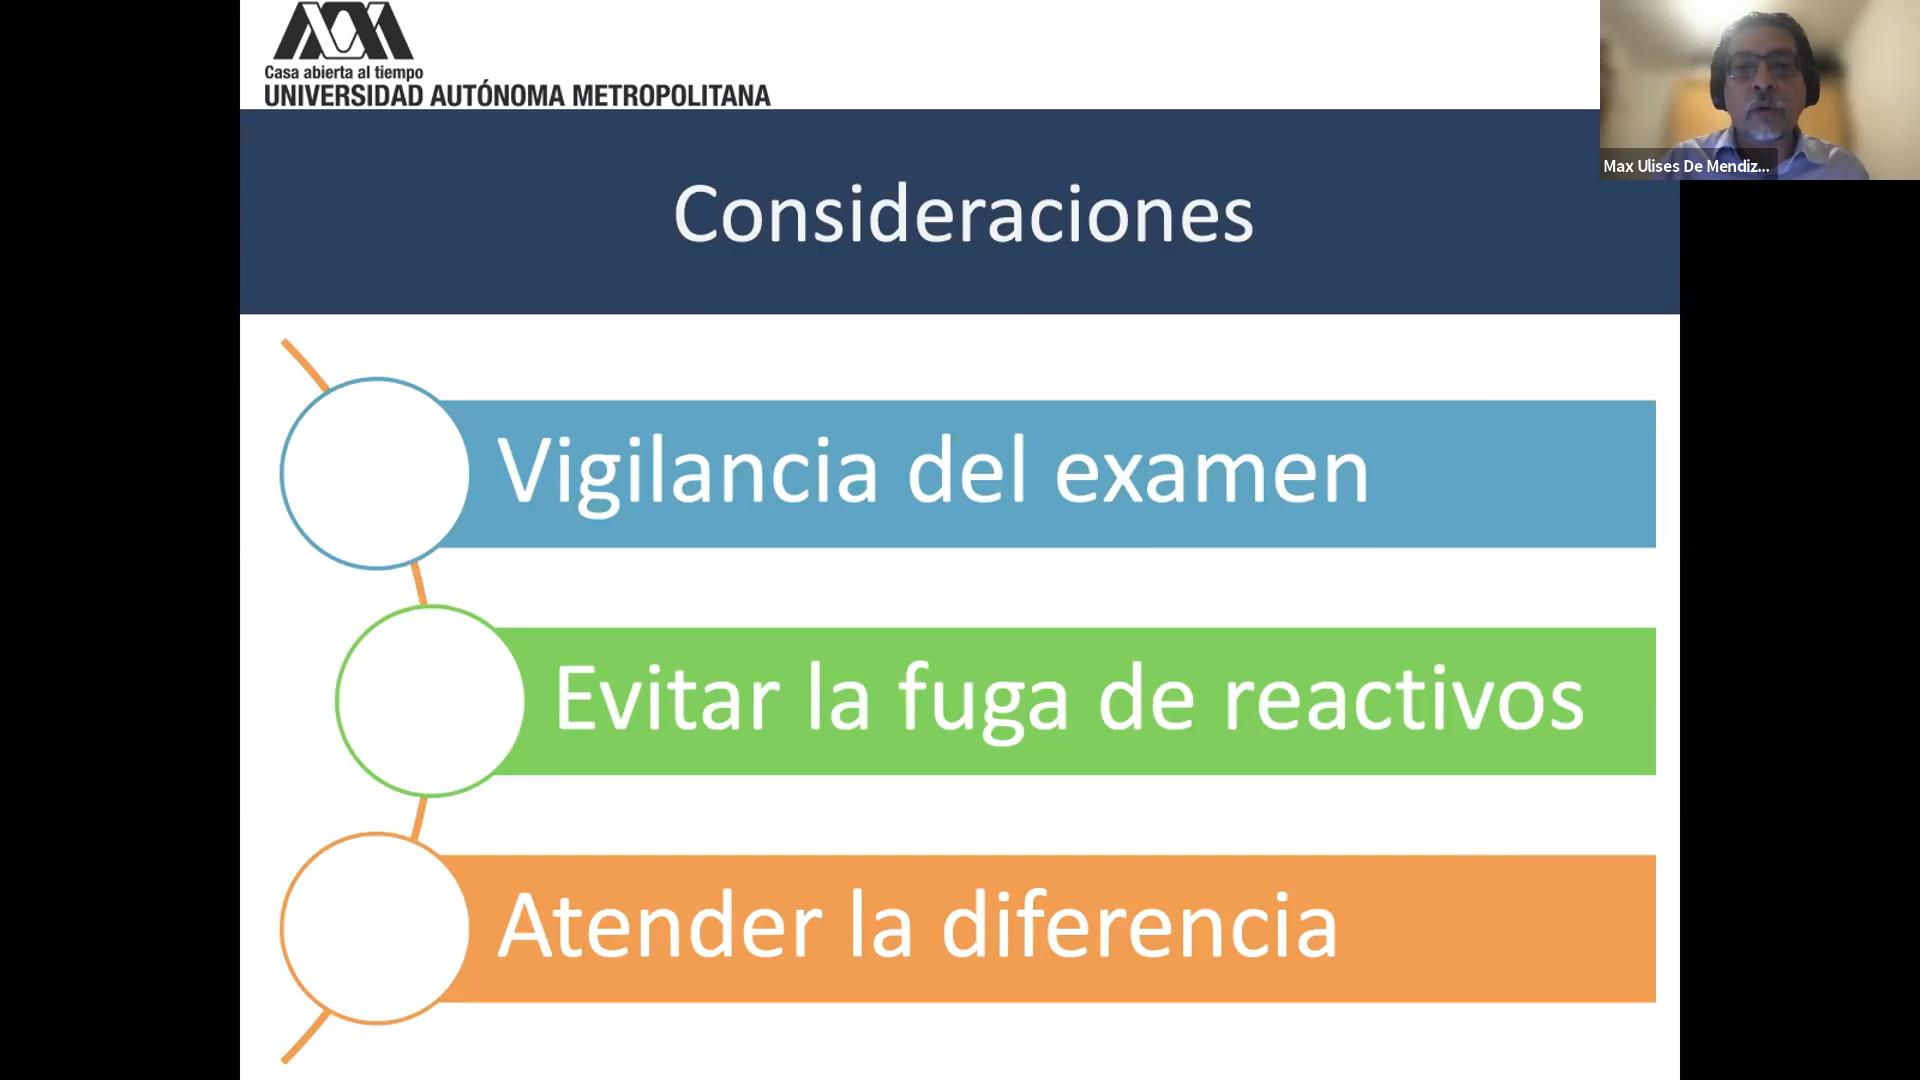 Casa abierta al tiempo
UNIVERSIDAD AUTÓNOMA METROPOLITANA
Max Ulises De Mendiz...
Consideraciones
Vigilancia del examen
Evitar la fuga de reactivos
Atender la diferencia